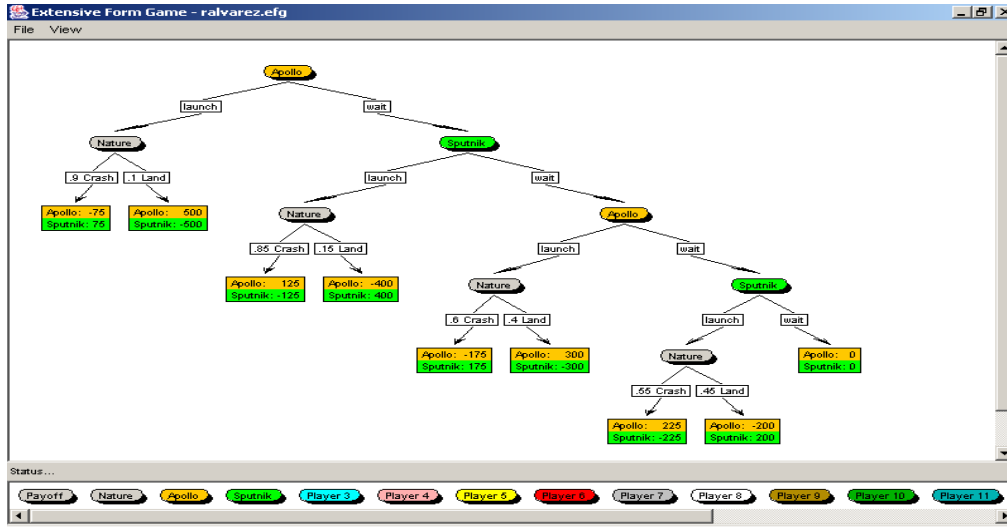 Extensive Form Game - ralvarez.efg
File View
Apollo
launch wait
Nature Sputnik
.9 Crash .1 Land launch wait
Apollo: -75 Apollo: 500 Nature Apollo
Sputnik: 75 Sputnik: -500
.85 Crash .15 Land launch wait
Apollo: 125 Apollo: -400 Nature Sputnik
Sputnik: -125 Sputnik: 400
.6 Crash .4 Land launch wait
Apollo: -175 Apollo: 300 Nature Apollo: 0
Sputnik: 175 Sputnik: -300 Sputnik: 0
.55 Crash .45 Land
Apollo: 225 Apollo: -200
Sputnik: -225 Sputnik: 200
Status...
Payoff Nature Apollo Sputnik Player 3 Player 4 Player 5 Player 6 Player 7 Player 8 Player 9 Player 10 Player 11